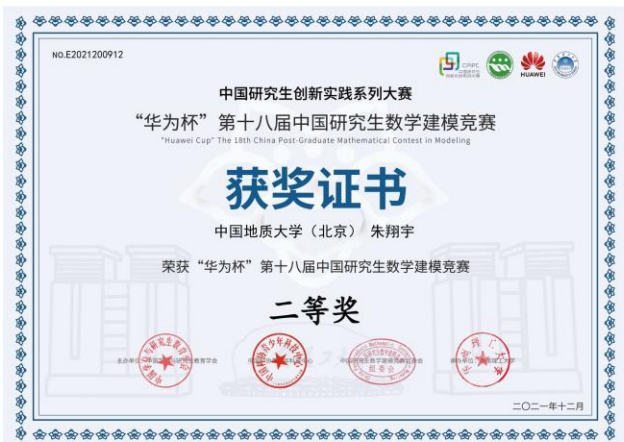 NO.E2021200912
CPIPC
HUAWEI
中国研究生创新实践系列大赛
“华为杯”第十八届中国研究生数学建模竞赛
"Huawei Cup" The 18th China Post-Graduate Mathematical Contest in Modeling
获奖证书
中国地质大学（北京） 朱翔宇
荣获“华为杯”第十八届中国研究生数学建模竞赛
二等奖
二〇二一年十二月